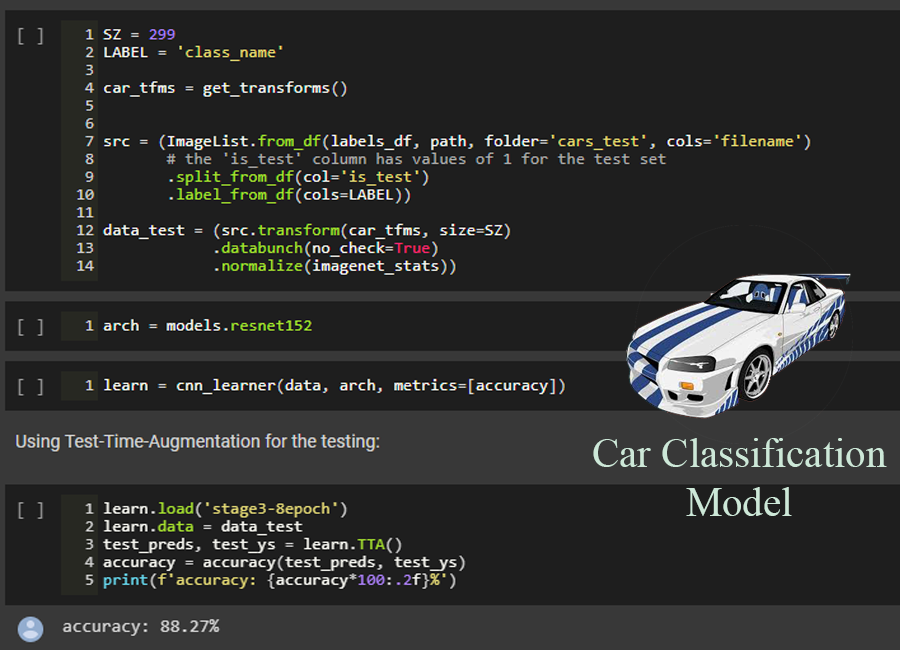 [ ]
1 SZ = 299
2 LABEL = 'class_name'
3
4 car_tfms = get_transforms()
5
6
7 src = (ImageList.from_df(labels_df, path, folder='cars_test', cols='filename')
8 # the 'is_test' column has values of 1 for the test set
9 .split_from_df(col='is_test')
10 .label_from_df(cols=LABEL))
11
12 data_test = (src.transform(car_tfms, size=SZ)
13 .databunch(no_check=True)
14 .normalize(imagenet_stats))
[ ]
1 arch = models.resnet152
[ ]
1 learn = cnn_learner(data, arch, metrics=[accuracy])
Using Test-Time-Augmentation for the testing:
Car Classification
Model
[ ]
1 learn.load('stage3-8epoch')
2 learn.data = data_test
3 test_preds, test_ys = learn.TTA()
4 accuracy = accuracy(test_preds, test_ys)
5 print(f'accuracy: {accuracy*100:.2f}%')
accuracy: 88.27%